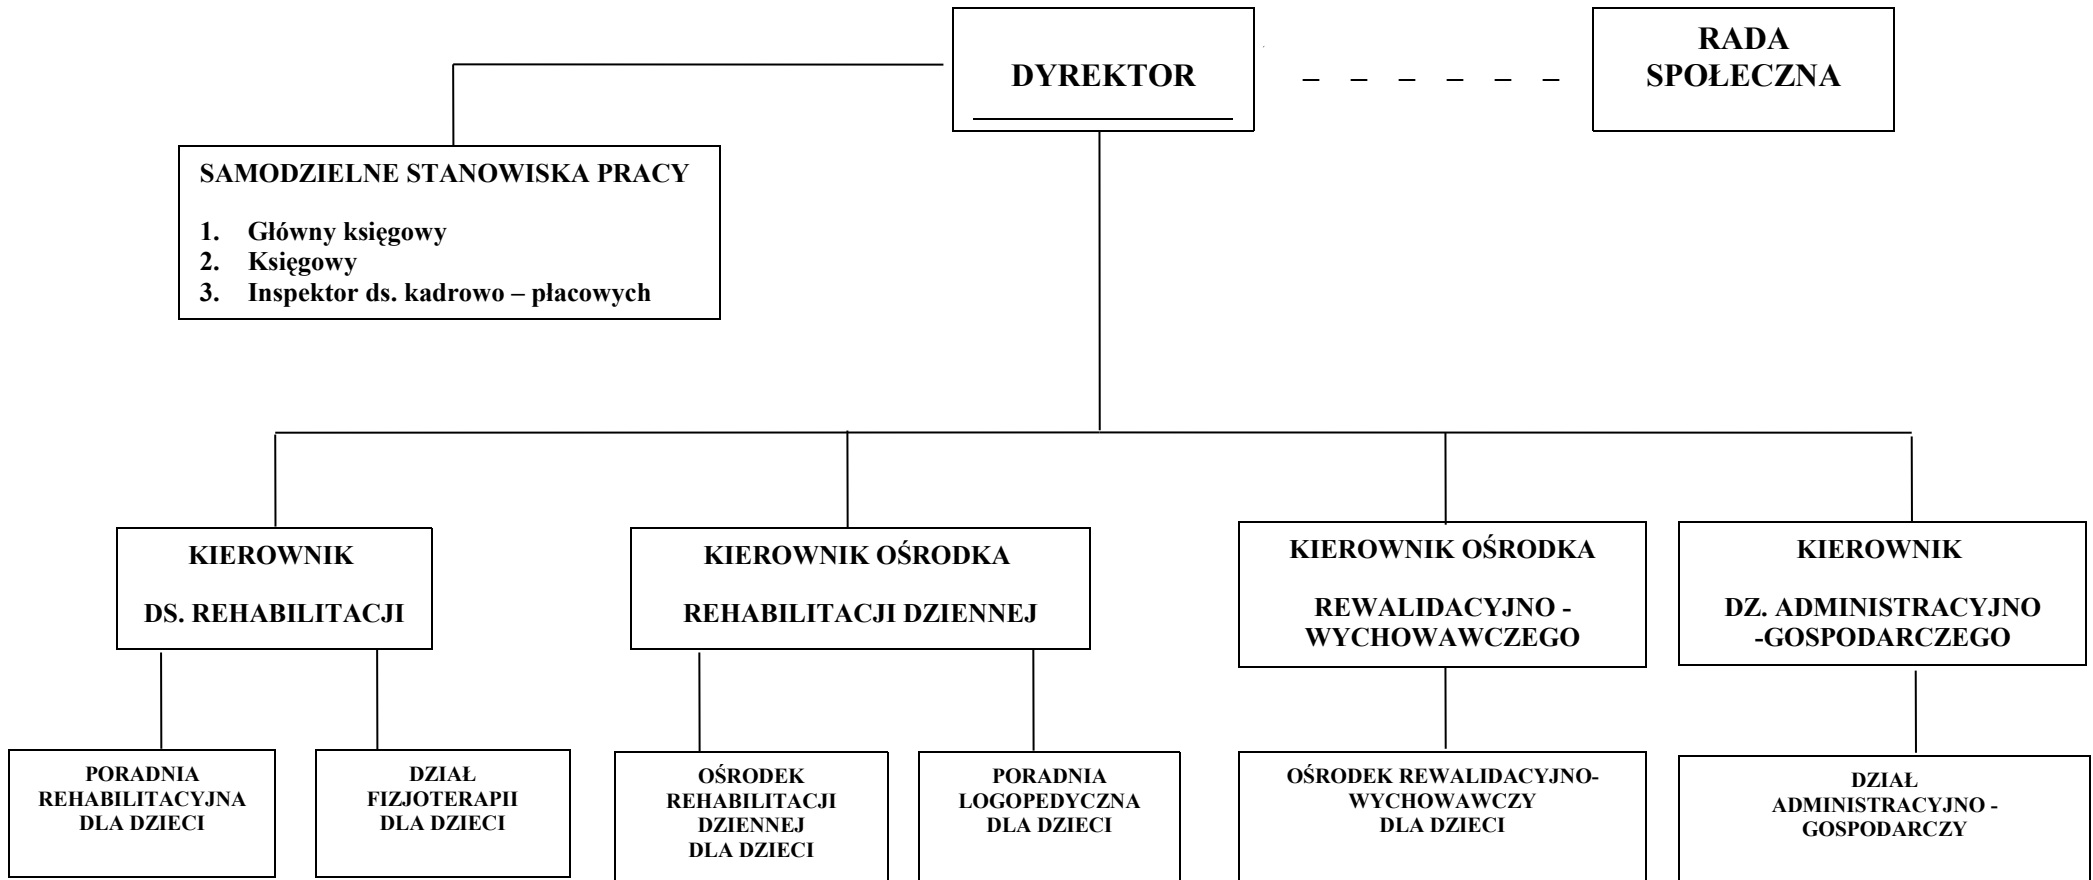 DYREKTOR
– – – – – –
RADA
SPOŁECZNA
SAMODZIELNE STANOWISKA PRACY
1. Główny księgowy
2. Księgowy
3. Inspektor ds. kadrowo – płacowych
KIEROWNIK
DS. REHABILITACJI
KIEROWNIK OŚRODKA
REHABILITACJI DZIENNEJ
KIEROWNIK OŚRODKA
REWALIDACYJNO -
WYCHOWAWCZEGO
KIEROWNIK
DZ. ADMINISTRACYJNO
-GOSPODARCZEGO
PORADNIA
REHABILITACYJNA
DLA DZIECI
DZIAŁ
FIZJOTERAPII
DLA DZIECI
OŚRODEK
REHABILITACJI
DZIENNEJ
DLA DZIECI
PORADNIA
LOGOPEDYCZNA
DLA DZIECI
OŚRODEK REWALIDACYJNO-
WYCHOWAWCZY
DLA DZIECI
DZIAŁ
ADMINISTRACYJNO -
GOSPODARCZY